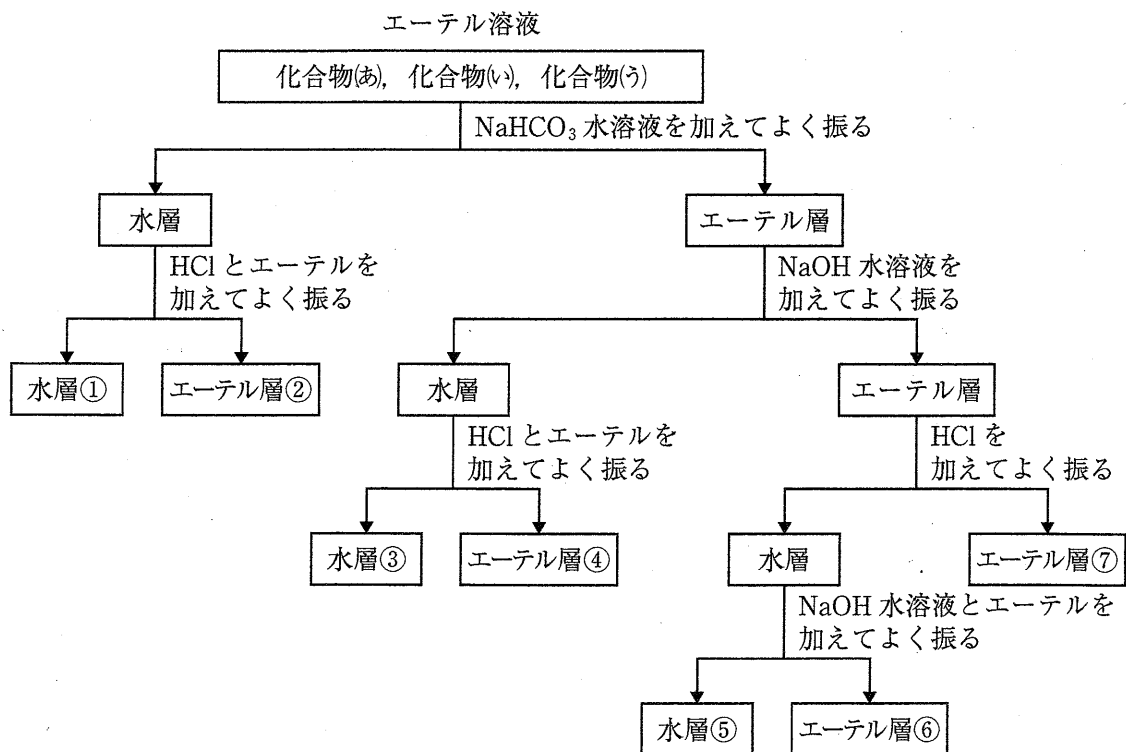 エーテル溶液
化合物(あ), 化合物(い), 化合物(う)
NaHCO₃ 水溶液を加えてよく振る
水層
エーテル層
HCl とエーテルを
加えてよく振る
NaOH 水溶液を
加えてよく振る
水層①
エーテル層②
水層
エーテル層
HCl とエーテルを
加えてよく振る
HCl を
加えてよく振る
水層③
エーテル層④
水層
エーテル層⑦
NaOH 水溶液とエーテルを
加えてよく振る
水層⑤
エーテル層⑥